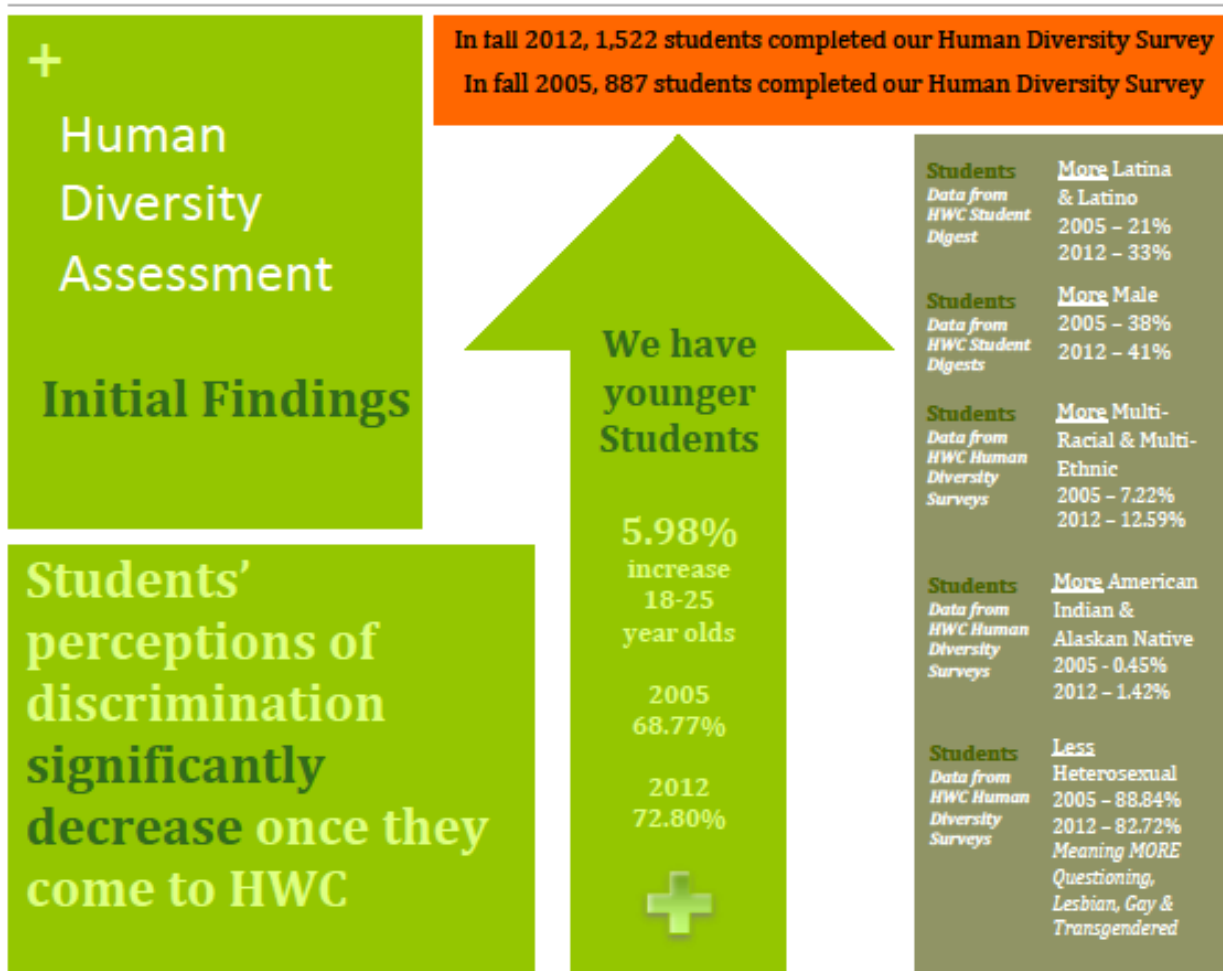 +
Human
Diversity
Assessment
Initial Findings
In fall 2012, 1,522 students completed our Human Diversity Survey
In fall 2005, 887 students completed our Human Diversity Survey
Students'
perceptions of
discrimination
significantly
decrease once they
come to HWC
We have
younger
Students
5.98%
increase
18-25
year olds
2005
68.77%
2012
72.80%
Students
Data from
HWC Student
Digest
More Latina
& Latino
2005 – 21%
2012 – 33%
Students
Data from
HWC Student
Digests
More Male
2005 – 38%
2012 – 41%
Students
Data from
HWC Human
Diversity
Surveys
More Multi-
Racial & Multi-
Ethnic
2005 – 7.22%
2012 – 12.59%
Students
Data from
HWC Human
Diversity
Surveys
More American
Indian &
Alaskan Native
2005 - 0.45%
2012 – 1.42%
Students
Data from
HWC Human
Diversity
Surveys
Less
Heterosexual
2005 – 88.84%
2012 – 82.72%
Meaning MORE
Questioning,
Lesbian, Gay &
Transgendered